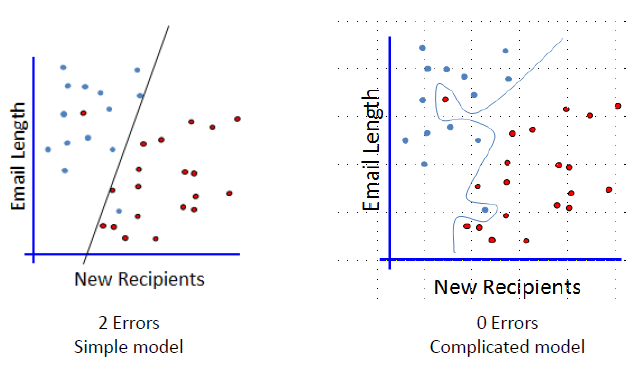 Email Length
New Recipients
2 Errors
Simple model
Email Length
New Recipients
0 Errors
Complicated model